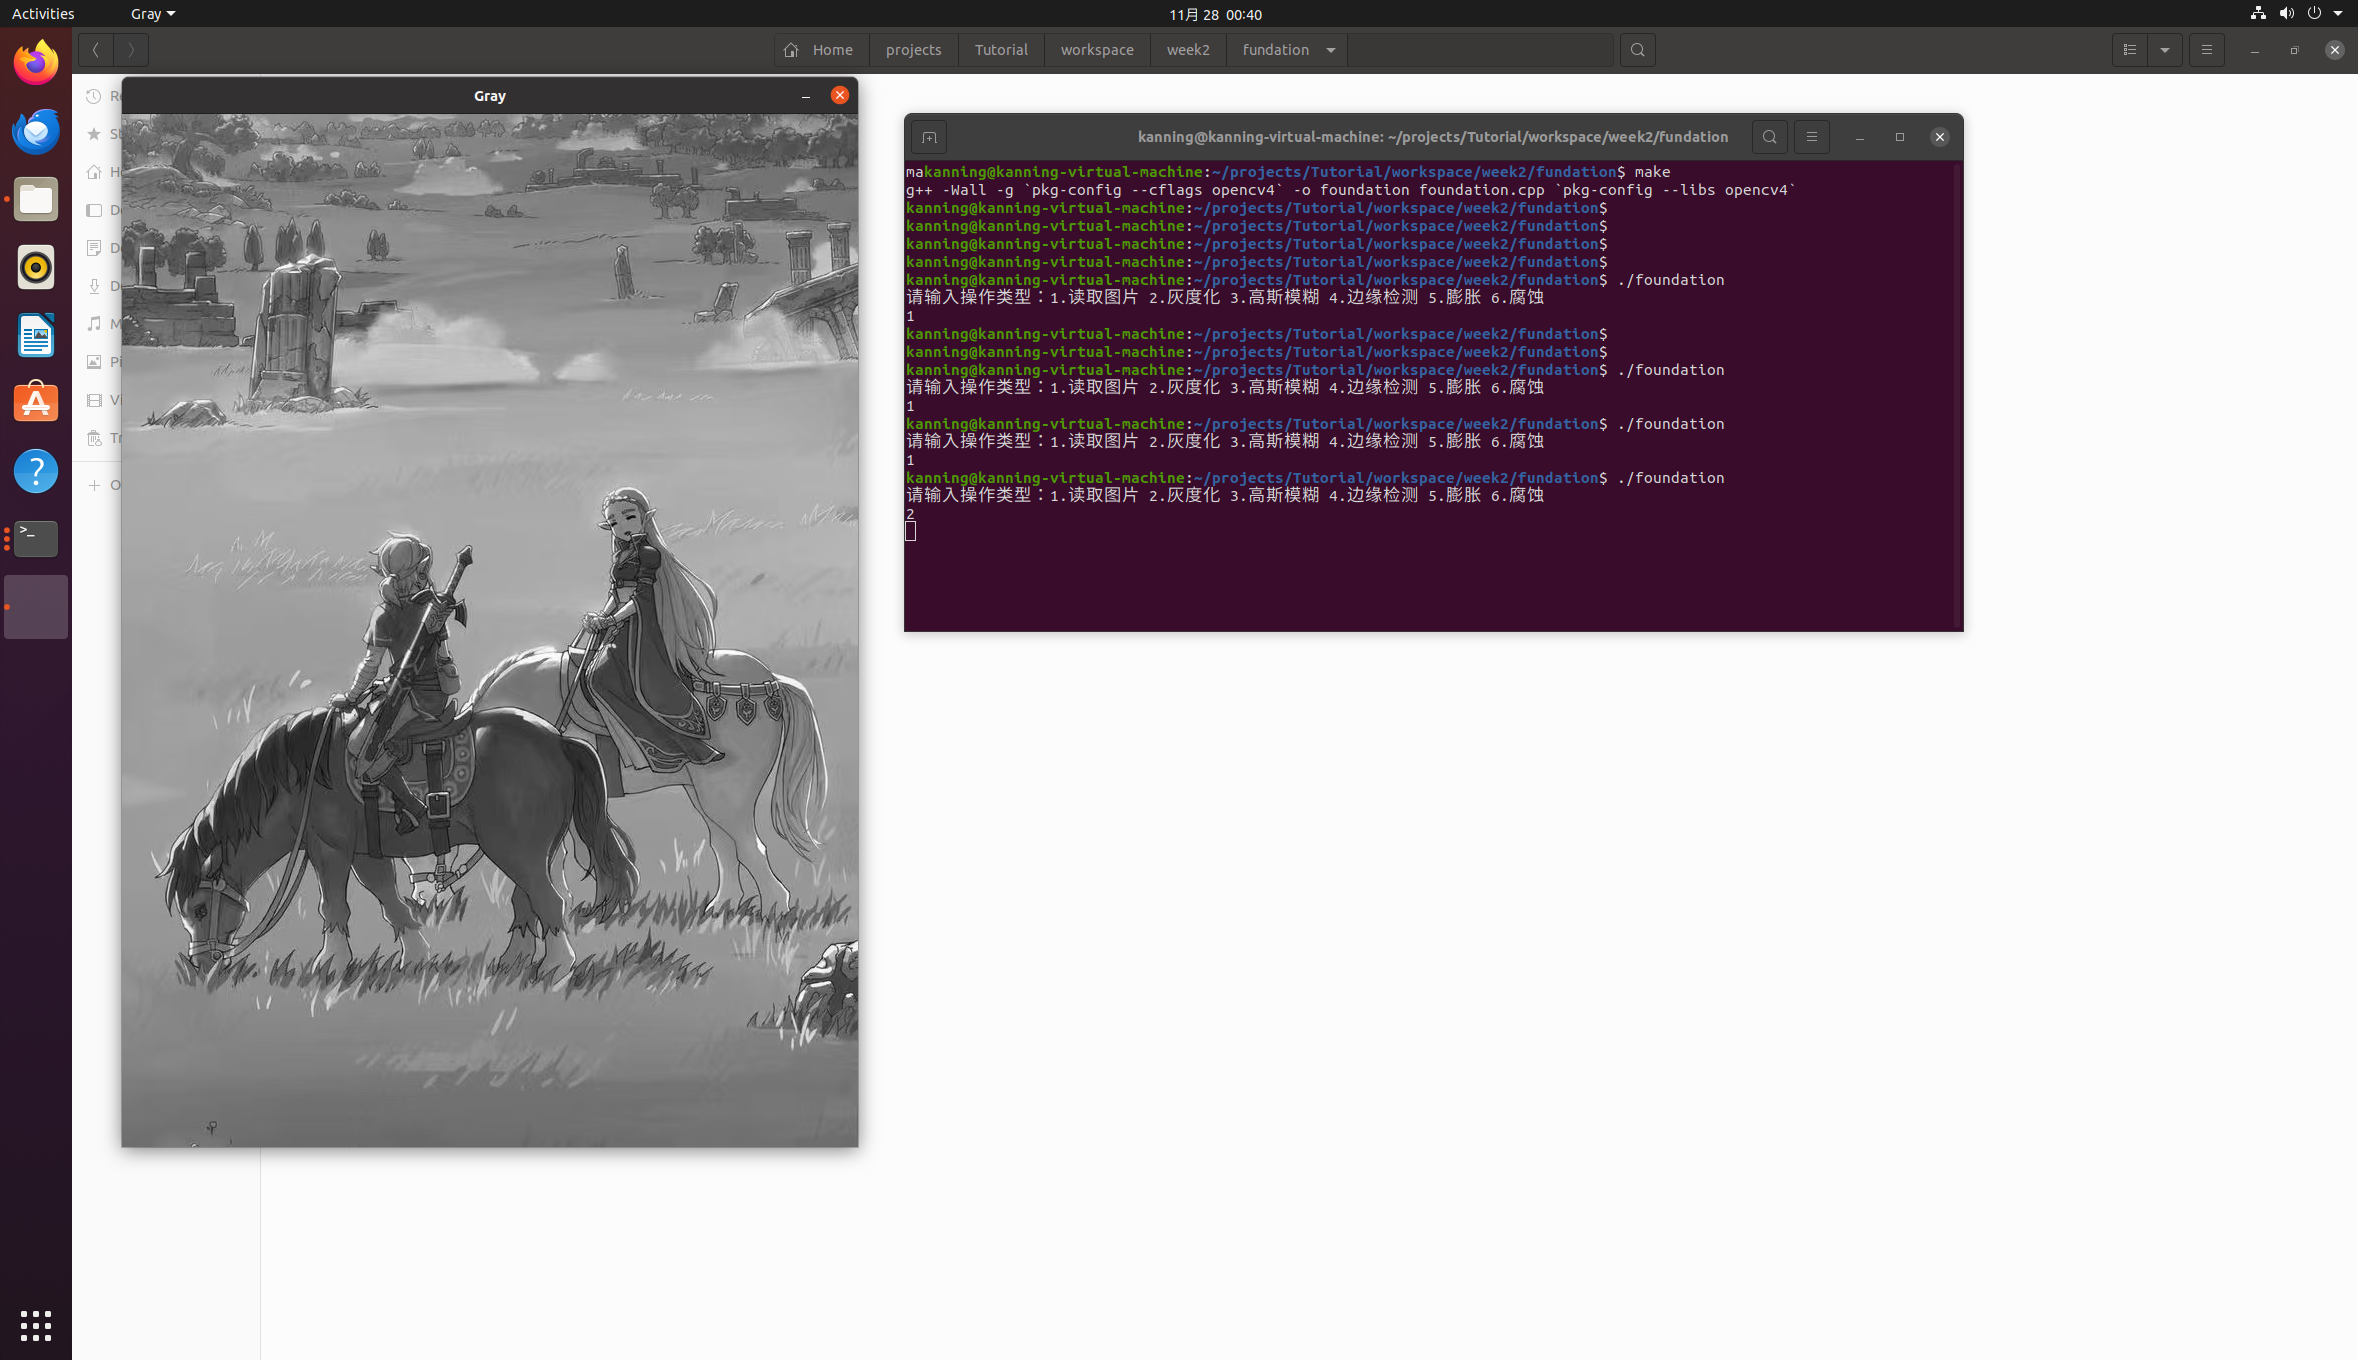 Activities
Gray
11月 28 00:40
Home
projects
Tutorial
workspace
week2
fundation
Gray
Re
St
Ho
De
Do
Do
M
Pi
Vi
Tr
O
kanning@kanning-virtual-machine: ~/projects/Tutorial/workspace/week2/fundation
makanning@kanning-virtual-machine:~/projects/Tutorial/workspace/week2/fundation$ make
g++ -Wall -g `pkg-config --cflags opencv4` -o foundation foundation.cpp `pkg-config --libs opencv4`
kanning@kanning-virtual-machine:~/projects/Tutorial/workspace/week2/fundation$
kanning@kanning-virtual-machine:~/projects/Tutorial/workspace/week2/fundation$
kanning@kanning-virtual-machine:~/projects/Tutorial/workspace/week2/fundation$
kanning@kanning-virtual-machine:~/projects/Tutorial/workspace/week2/fundation$
kanning@kanning-virtual-machine:~/projects/Tutorial/workspace/week2/fundation$ ./foundation
请输入操作类型：1.读取图片 2.灰度化 3.高斯模糊 4.边缘检测 5.膨胀 6.腐蚀
1
kanning@kanning-virtual-machine:~/projects/Tutorial/workspace/week2/fundation$
kanning@kanning-virtual-machine:~/projects/Tutorial/workspace/week2/fundation$
kanning@kanning-virtual-machine:~/projects/Tutorial/workspace/week2/fundation$ ./foundation
请输入操作类型：1.读取图片 2.灰度化 3.高斯模糊 4.边缘检测 5.膨胀 6.腐蚀
1
kanning@kanning-virtual-machine:~/projects/Tutorial/workspace/week2/fundation$ ./foundation
请输入操作类型：1.读取图片 2.灰度化 3.高斯模糊 4.边缘检测 5.膨胀 6.腐蚀
1
kanning@kanning-virtual-machine:~/projects/Tutorial/workspace/week2/fundation$ ./foundation
请输入操作类型：1.读取图片 2.灰度化 3.高斯模糊 4.边缘检测 5.膨胀 6.腐蚀
2